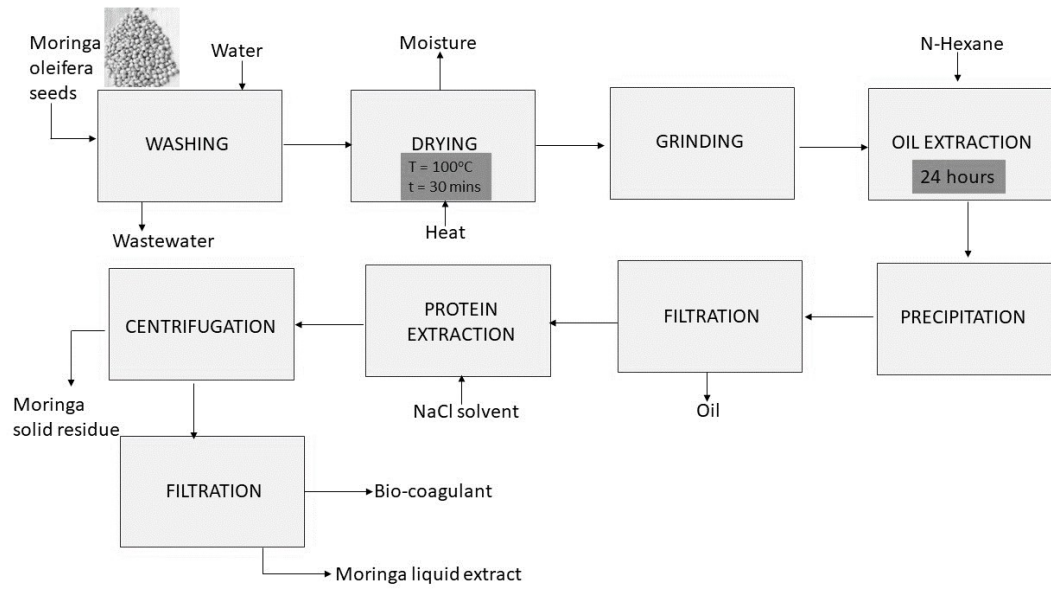 Moringa
oleifera
seeds
Water
WASHING
Wastewater
Moisture
DRYING
T = 100°C
t = 30 mins
Heat
GRINDING
N-Hexane
OIL EXTRACTION
24 hours
PRECIPITATION
FILTRATION
Oil
PROTEIN
EXTRACTION
NaCl solvent
CENTRIFUGATION
Moringa
solid residue
FILTRATION
Bio-coagulant
Moringa liquid extract